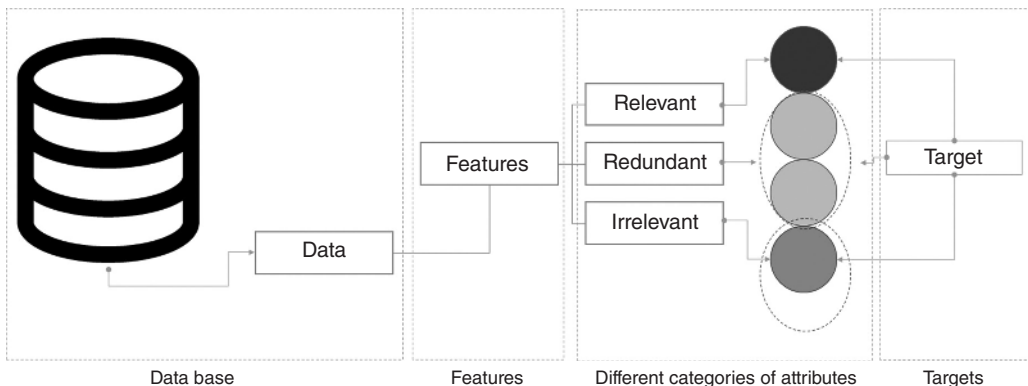 Relevant
Features
Redundant
Target
Irrelevant
Data
Data base
Features
Different categories of attributes
Targets